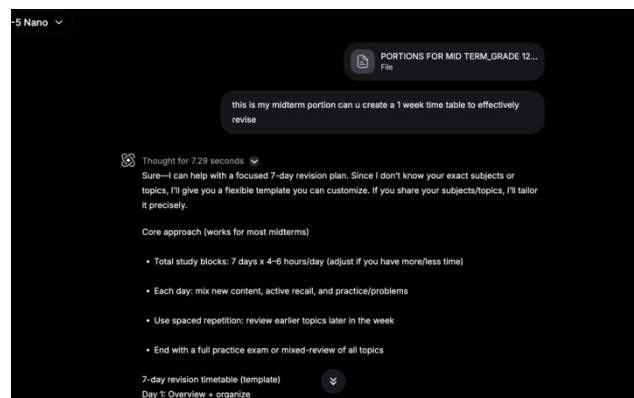 -5 Nano
PORTIONS FOR MID TERM_GRADE 12...
File
this is my midterm portion can u create a 1 week time table to effectively
revise
Thought for 7.29 seconds
Sure—I can help with a focused 7-day revision plan. Since I don't know your exact subjects or
topics, I'll give you a flexible template you can customize. If you share your subjects/topics, I'll tailor
it precisely.
Core approach (works for most midterms)
• Total study blocks: 7 days x 4–6 hours/day (adjust if you have more/less time)
• Each day: mix new content, active recall, and practice/problems
• Use spaced repetition: review earlier topics later in the week
• End with a full practice exam or mixed-review of all topics
7-day revision timetable (template)
Day 1: Overview + organize